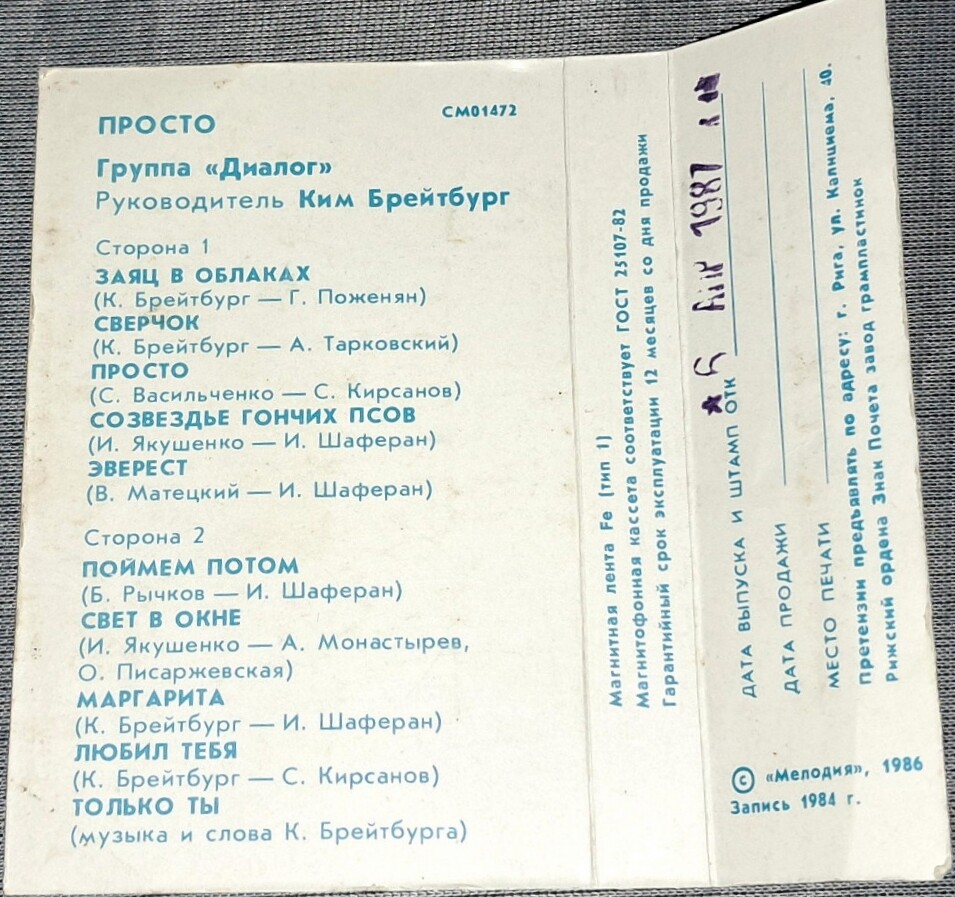 ПРОСТО
СМ01472
Группа «Диалог»
Руководитель Ким Брейтбург
Сторона 1
ЗАЯЦ В ОБЛАКАХ
(К. Брейтбург — Г. Поженян)
СВЕРЧОК
(К. Брейтбург — А. Тарковский)
ПРОСТО
(С. Васильченко — С. Кирсанов)
СОЗВЕЗДЬЕ ГОНЧИХ ПСОВ
(И. Якушенко — И. Шаферан)
ЭВЕРЕСТ
(В. Матецкий — И. Шаферан)
Сторона 2
ПОЙМЕМ ПОТОМ
(Б. Рычков — И. Шаферан)
СВЕТ В ОКНЕ
(И. Якушенко — А. Монастырев,
О. Писаржевская)
МАРГАРИТА
(К. Брейтбург — И. Шаферан)
ЛЮБИЛ ТЕБЯ
(К. Брейтбург — С. Кирсанов)
ТОЛЬКО ТЫ
(музыка и слова К. Брейтбурга)
Магнитная лента Fe (тип I)
Магнитофонная кассета соответствует ГОСТ 25107-82
Гарантийный срок эксплуатации 12 месяцев со дня продажи
ДАТА ВЫПУСКА И ШТАМП ОТК 1987
ДАТА ПРОДАЖИ
МЕСТО ПЕЧАТИ
Претензии предъявлять по адресу: г. Рига, ул. Калнциема, 40.
Рижский ордена Знак Почета завод грампластинок
© «Мелодия», 1986
Запись 1984 г.